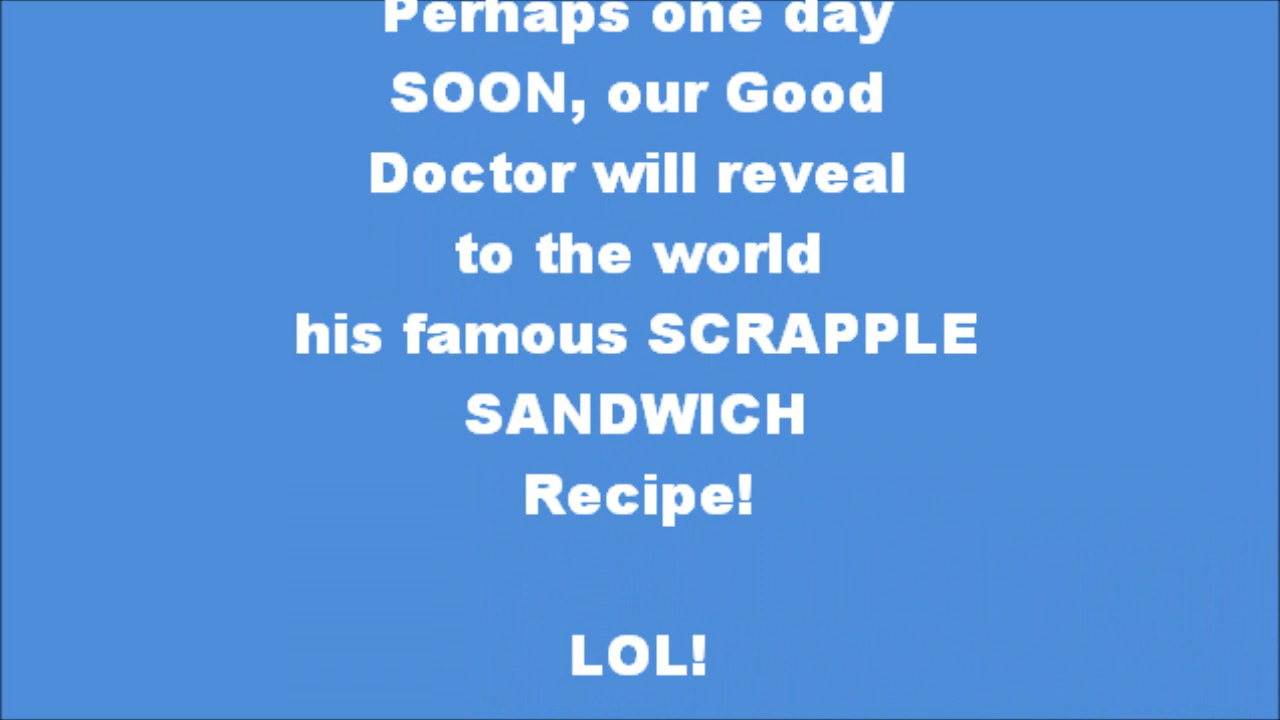 Perhaps one day
SOON, our Good
Doctor will reveal
to the world
his famous SCRAPPLE
SANDWICH
Recipe!
LOL!